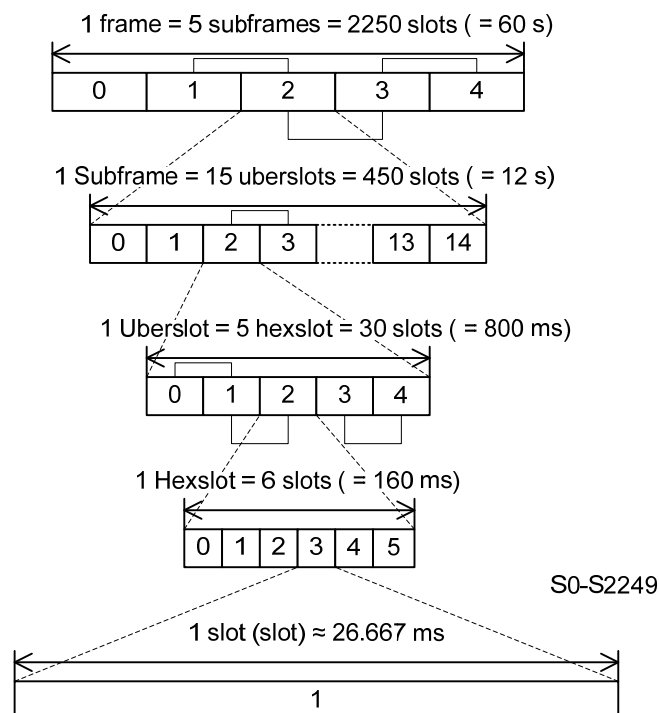 1 frame = 5 subframes = 2250 slots ( = 60 s)
0 1 2 3 4
1 Subframe = 15 uberslots = 450 slots ( = 12 s)
0 1 2 3 13 14
1 Uberslot = 5 hexslot = 30 slots ( = 800 ms)
0 1 2 3 4
1 Hexslot = 6 slots ( = 160 ms)
0 1 2 3 4 5
S0-S2249
1 slot (slot) ≈ 26.667 ms
1